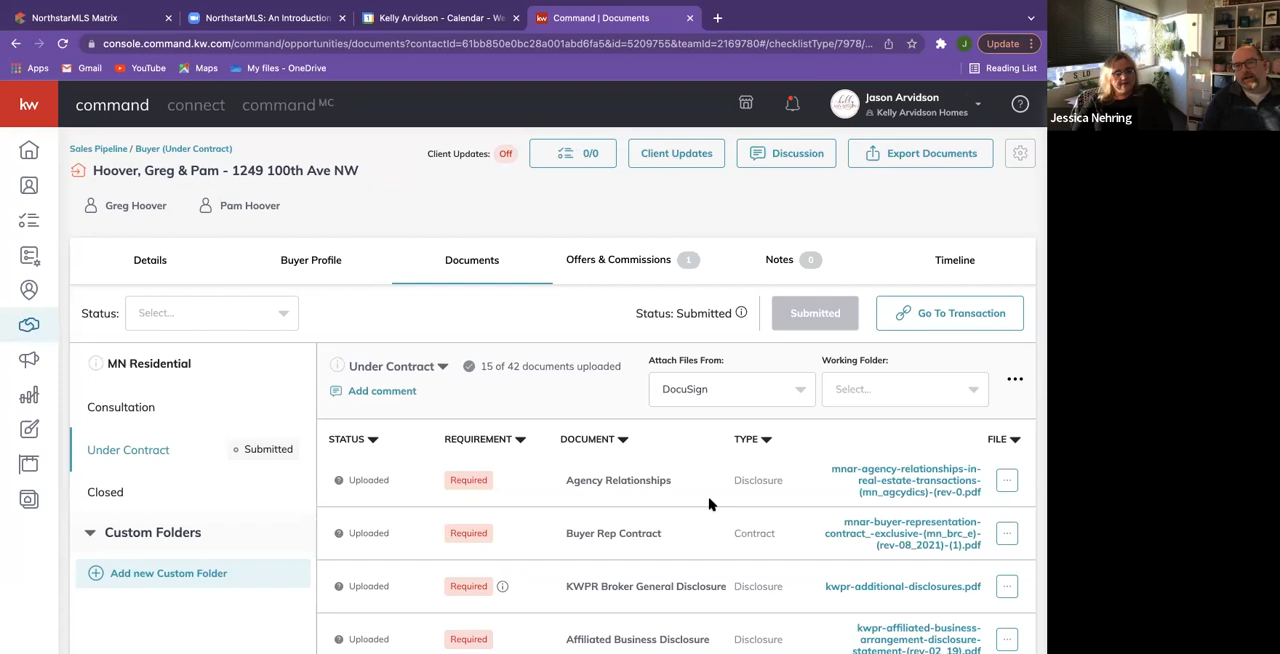 NorthstarMLS Matrix
NorthstarMLS: An Introduction
Kelly Arvidson - Calendar - We
Command | Documents
console.command.kw.com/command/opportunities/documents?contactId=61bb850e0bc28a001abd6fa5&id=5209755&teamId=2169780#/checklistType/7978/...
J
Update
Apps
Gmail
YouTube
Maps
My files - OneDrive
Reading List
kw
command
connect
command MC
Jason Arvidson
Kelly Arvidson Homes
Jessica Nehring
SOLD
Sales Pipeline / Buyer (Under Contract)
Client Updates: Off
0/0
Client Updates
Discussion
Export Documents
Hoover, Greg & Pam - 1249 100th Ave NW
Greg Hoover
Pam Hoover
Details
Buyer Profile
Documents
Offers & Commissions 1
Notes 0
Timeline
Status: Select...
Status: Submitted
Submitted
Go To Transaction
MN Residential
Consultation
Under Contract
Submitted
Closed
Custom Folders
Add new Custom Folder
Under Contract
15 of 42 documents uploaded
Add comment
Attach Files From:
DocuSign
Working Folder:
Select...
STATUS REQUIREMENT DOCUMENT TYPE FILE
Uploaded Required Agency Relationships Disclosure
mnar-agency-relationships-in-
real-estate-transactions-
(mn_agcydics)-(rev-0.pdf
Uploaded Required Buyer Rep Contract Contract
mnar-buyer-representation-
contract_-exclusive-(mn_brc_e)-
(rev-08_2021)-(1).pdf
Uploaded Required KWPR Broker General Disclosure Disclosure
kwpr-additional-disclosures.pdf
Uploaded Required Affiliated Business Disclosure Disclosure
kwpr-affiliated-business-
arrangement-disclosure-
statement-(rev-02_19).pdf